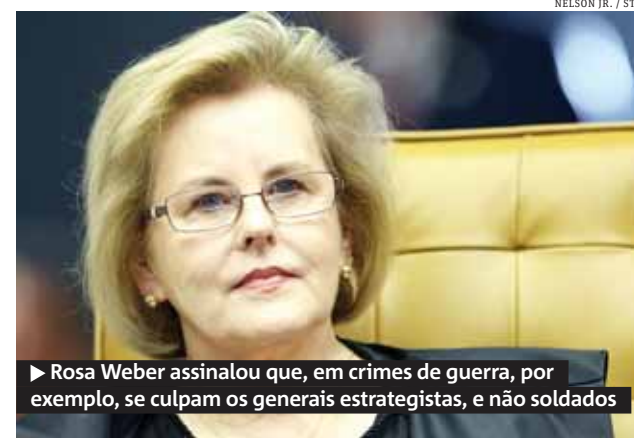 NELSON JR. / ST
▶ Rosa Weber assinalou que, em crimes de guerra, por
exemplo, se culpam os generais estrategistas, e não soldados